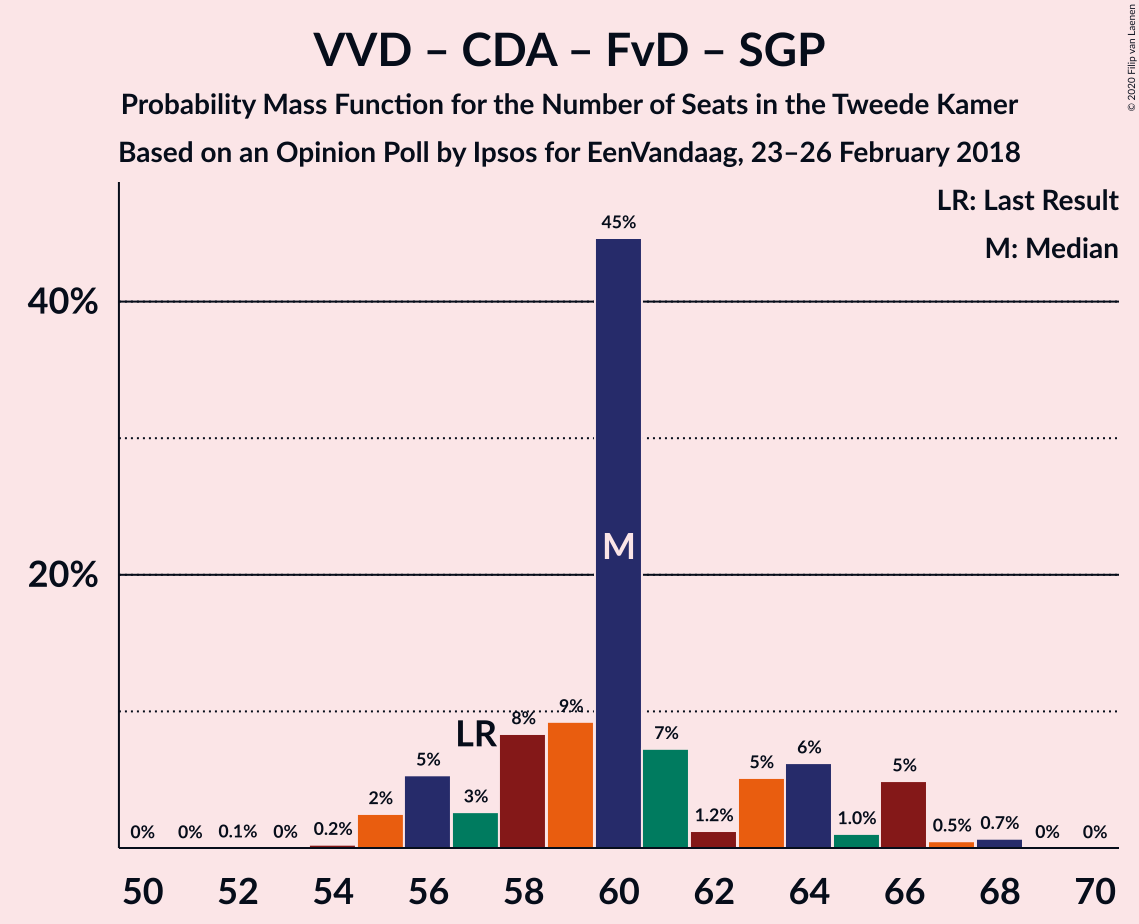 VVD – CDA – FvD – SGP
Probability Mass Function for the Number of Seats in the Tweede Kamer
Based on an Opinion Poll by Ipsos for EenVandaag, 23–26 February 2018
© 2020 Filip van Laenen
LR: Last Result
M: Median
40%
20%
0% 0% 0.1% 0% 0.2% 2% 5% 3% 8% 9% 45% 7% 1.2% 5% 6% 1.0% 5% 0.5% 0.7% 0% 0%
LR
M
50 52 54 56 58 60 62 64 66 68 70